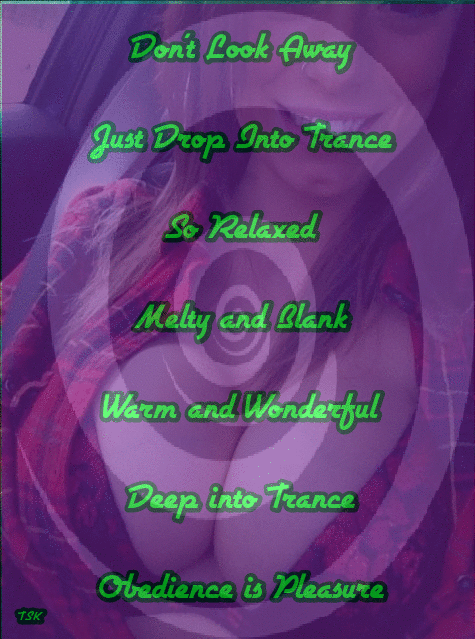 Don't Look Away
Just Drop Into Trance
So Relaxed
Melty and Blank
Warm and Wonderful
Deep into Trance
Obedience is Pleasure
TSK